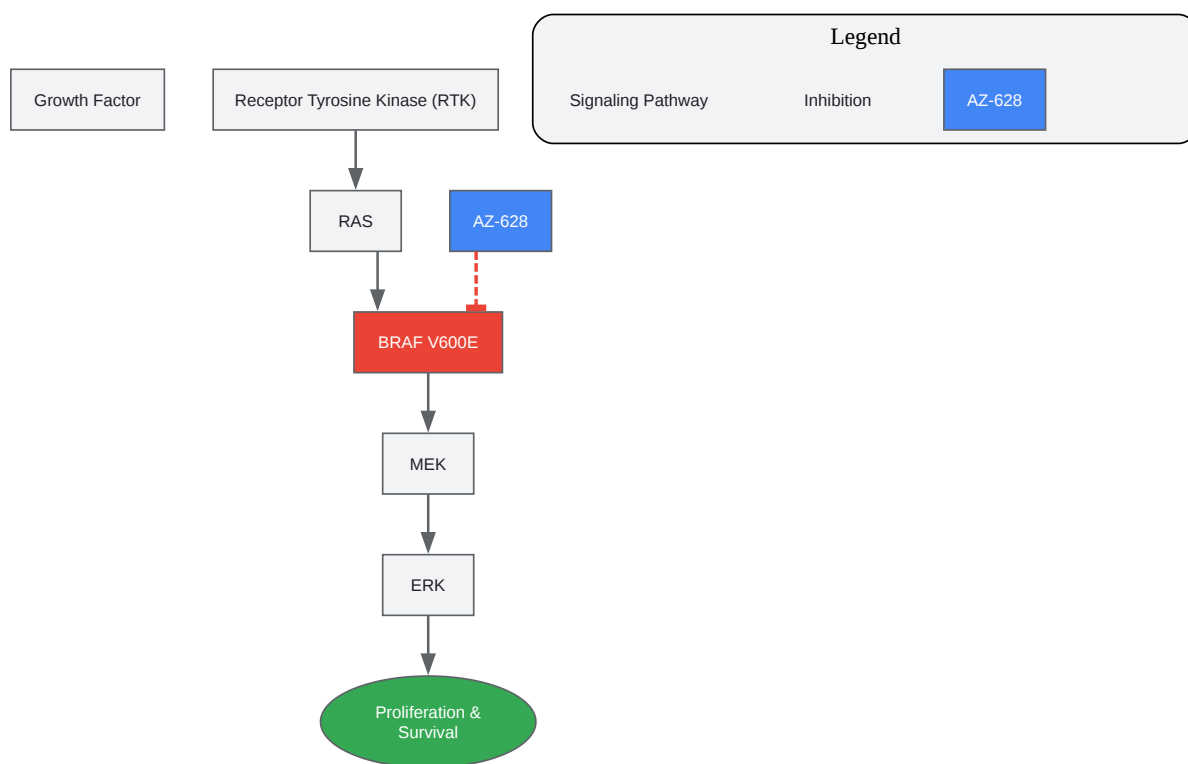 Legend
Growth Factor
Receptor Tyrosine Kinase (RTK)
Signaling Pathway
Inhibition
AZ-628
RAS
AZ-628
BRAF V600E
MEK
ERK
Proliferation &
Survival